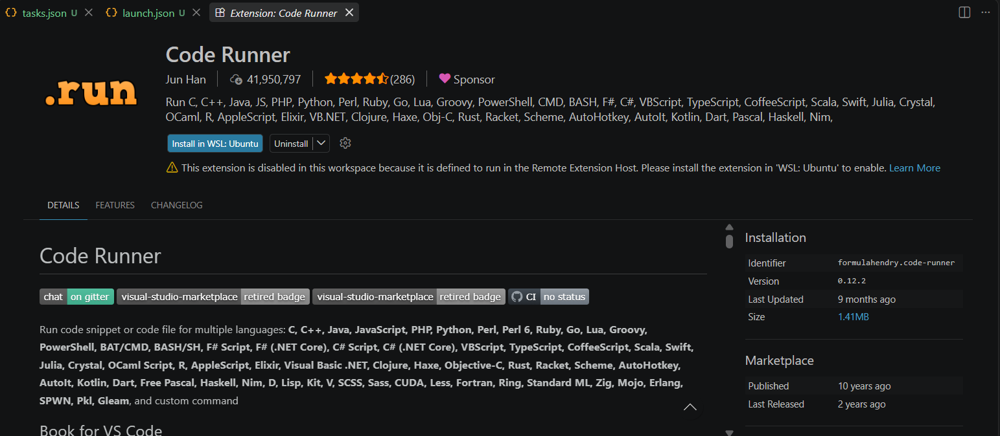 tasks.json U
launch.json U
Extension: Code Runner
.run
Code Runner
Jun Han
41,950,797
(286)
Sponsor
Run C, C++, Java, JS, PHP, Python, Perl, Ruby, Go, Lua, Groovy, PowerShell, CMD, BASH, F#, C#, VBScript, TypeScript, CoffeeScript, Scala, Swift, Julia, Crystal,
OCaml, R, AppleScript, Elixir, VB.NET, Clojure, Haxe, Obj-C, Rust, Racket, Scheme, AutoHotkey, AutoIt, Kotlin, Dart, Pascal, Haskell, Nim,
Install in WSL: Ubuntu
Uninstall
This extension is disabled in this workspace because it is defined to run in the Remote Extension Host. Please install the extension in 'WSL: Ubuntu' to enable. Learn More
DETAILS
FEATURES
CHANGELOG
Code Runner
chat on gitter
visual-studio-marketplace retired badge
visual-studio-marketplace retired badge
CI no status
Run code snippet or code file for multiple languages: C, C++, Java, JavaScript, PHP, Python, Perl, Perl 6, Ruby, Go, Lua, Groovy,
PowerShell, BAT/CMD, BASH/SH, F# Script, F# (.NET Core), C# Script, C# (.NET Core), VBScript, TypeScript, CoffeeScript, Scala, Swift,
Julia, Crystal, OCaml Script, R, AppleScript, Elixir, Visual Basic .NET, Clojure, Haxe, Objective-C, Rust, Racket, Scheme, AutoHotkey,
AutoIt, Kotlin, Dart, Free Pascal, Haskell, Nim, D, Lisp, Kit, V, SCSS, Sass, CUDA, Less, Fortran, Ring, Standard ML, Zig, Mojo, Erlang,
SPWN, Pkl, Gleam, and custom command
Book for VS Code
Installation
Identifier formulahendry.code-runner
Version 0.12.2
Last Updated 9 months ago
Size 1.41MB
Marketplace
Published 10 years ago
Last Released 2 years ago